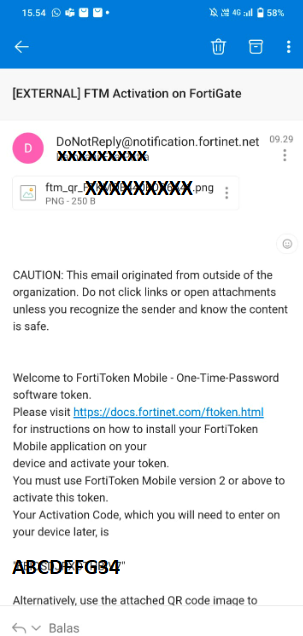 15.54 4G 58%
[EXTERNAL] FTM Activation on FortiGate
D
DoNotReply@notification.fortinet.net 09.29
XXXXXXXXX
ftm_qr_ XXXXXXXXX .png
PNG - 250 B
CAUTION: This email originated from outside of the
organization. Do not click links or open attachments
unless you recognize the sender and know the content
is safe.
Welcome to FortiToken Mobile - One-Time-Password
software token.
Please visit https://docs.fortinet.com/ftoken.html
for instructions on how to install your FortiToken
Mobile application on your
device and activate your token.
You must use FortiToken Mobile version 2 or above to
activate this token.
Your Activation Code, which you will need to enter on
your device later, is
ABCDEFG34
Alternatively, use the attached QR code image to
Balas